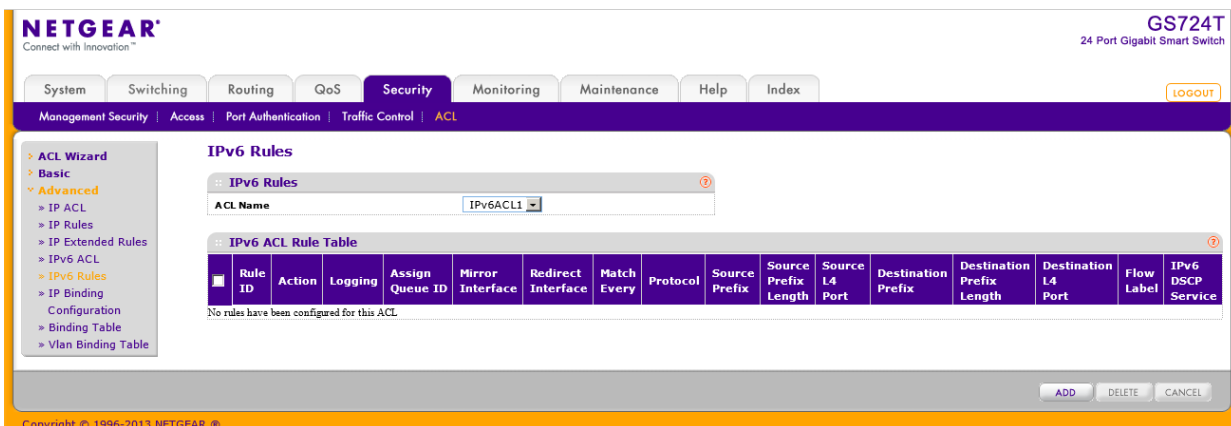 NETGEAR®
Connect with Innovation™
GS724T
24 Port Gigabit Smart Switch
System Switching Routing QoS Security Monitoring Maintenance Help Index
LOGOUT
Management Security | Access | Port Authentication | Traffic Control | ACL
ACL Wizard
Basic
Advanced
» IP ACL
» IP Rules
» IP Extended Rules
» IPv6 ACL
» IPv6 Rules
» IP Binding
Configuration
» Binding Table
» Vlan Binding Table
IPv6 Rules
IPv6 Rules
ACL Name IPv6ACL1
IPv6 ACL Rule Table
Rule ID Action Logging Assign Queue ID Mirror Interface Redirect Interface Match Every Protocol Source Prefix Source Prefix Length Source L4 Port Destination Prefix Destination Prefix Length Destination L4 Port Flow Label IPv6 DSCP Service
No rules have been configured for this ACL
ADD DELETE CANCEL
Copyright © 1996-2013 NETGEAR ®